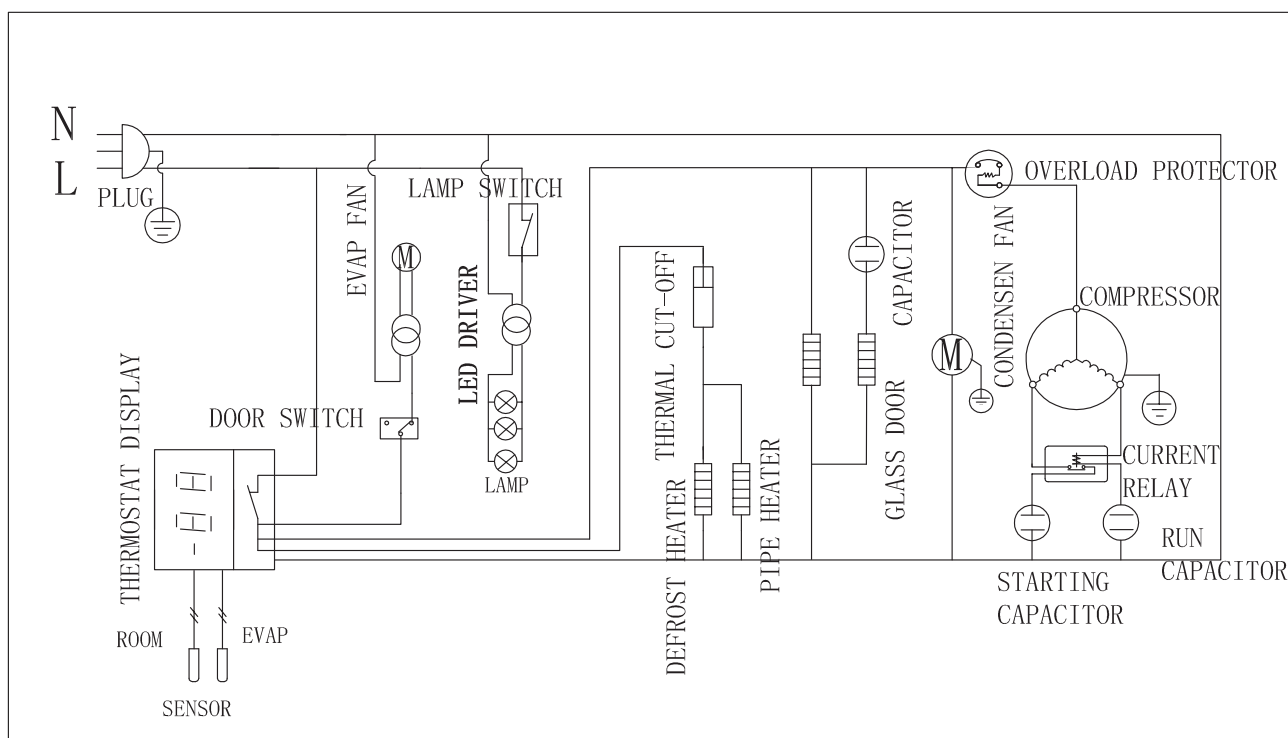 N
L
PLUG
EVAP FAN
M
LAMP SWITCH
LED DRIVER
LAMP
DOOR SWITCH
THERMOSTAT DISPLAY
ROOM
EVAP
SENSOR
THERMAL CUT-OFF
DEFROST HEATER
PIPE HEATER
CAPACITOR
GLASS DOOR
M
CONDENSEN FAN
OVERLOAD PROTECTOR
COMPRESSOR
CURRENT
RELAY
STARTING
CAPACITOR
RUN
CAPACITOR